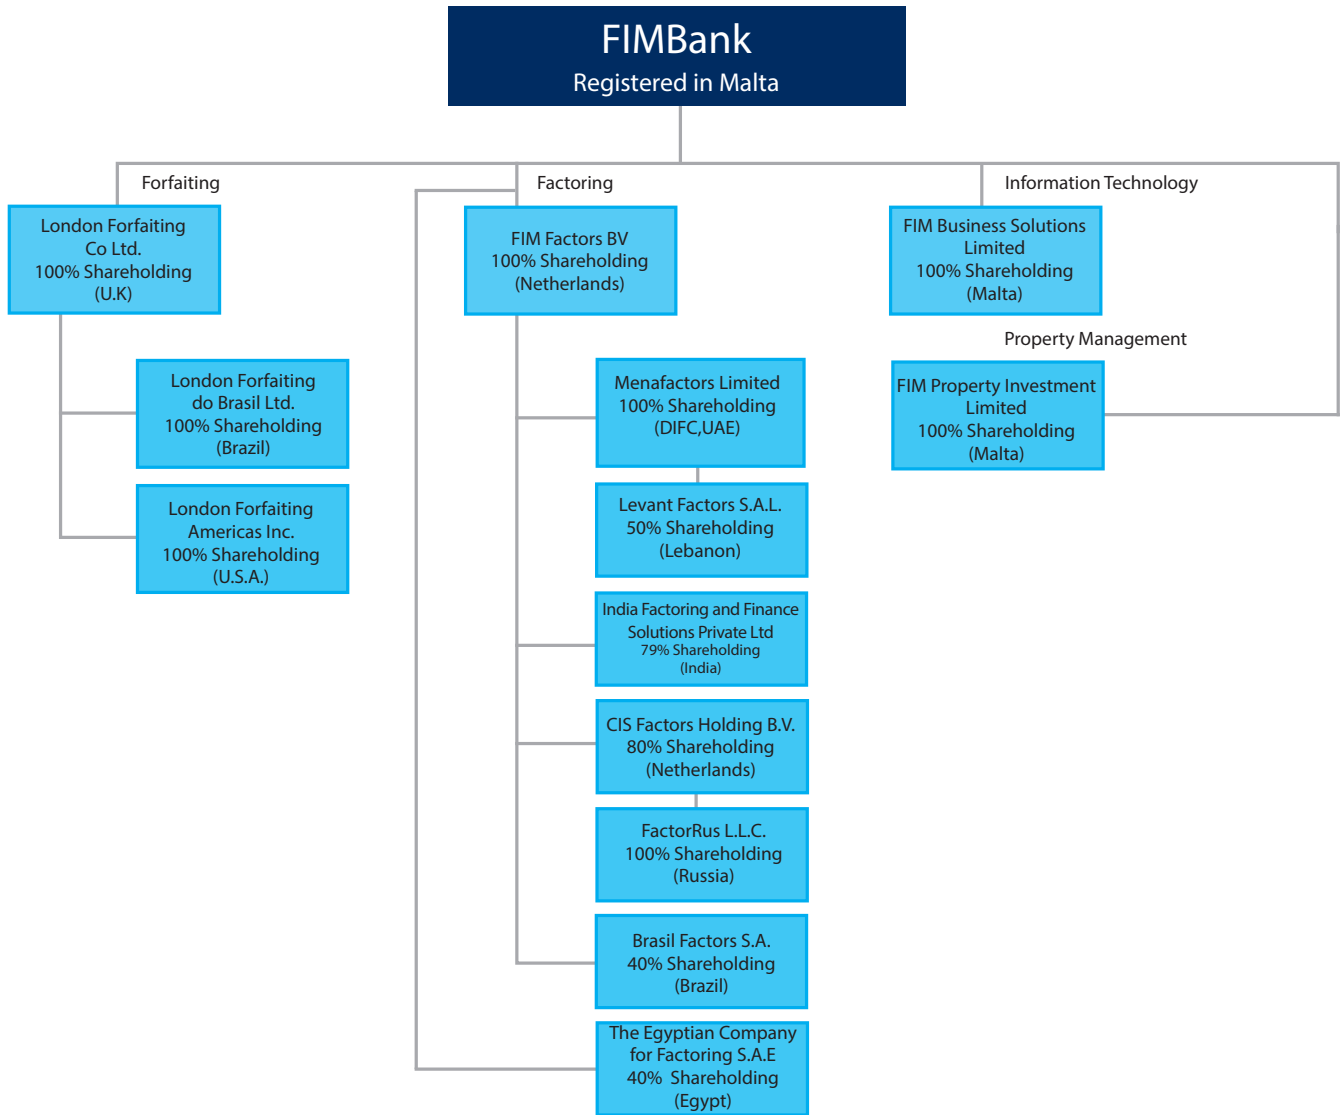 FIMBank
Registered in Malta
Forfaiting
London Forfaiting
Co Ltd.
100% Shareholding
(U.K)
London Forfaiting
do Brasil Ltd.
100% Shareholding
(Brazil)
London Forfaiting
Americas Inc.
100% Shareholding
(U.S.A.)
Factoring
FIM Factors BV
100% Shareholding
(Netherlands)
Menafactors Limited
100% Shareholding
(DIFC,UAE)
Levant Factors S.A.L.
50% Shareholding
(Lebanon)
India Factoring and Finance
Solutions Private Ltd
79% Shareholding
(India)
CIS Factors Holding B.V.
80% Shareholding
(Netherlands)
FactorRus L.L.C.
100% Shareholding
(Russia)
Brasil Factors S.A.
40% Shareholding
(Brazil)
The Egyptian Company
for Factoring S.A.E
40% Shareholding
(Egypt)
Information Technology
FIM Business Solutions
Limited
100% Shareholding
(Malta)
Property Management
FIM Property Investment
Limited
100% Shareholding
(Malta)